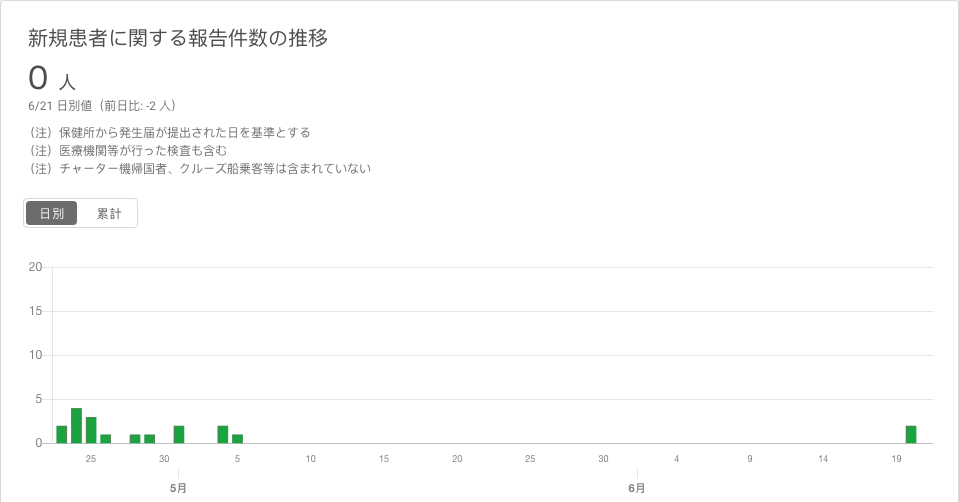 新規患者に関する報告件数の推移
0 人
6/21 日別値（前日比: -2 人）
（注）保健所から発生届が提出された日を基準とする
（注）医療機関等が行った検査も含む
（注）チャーター機帰国者、クルーズ船乗客等は含まれていない
日別 累計
20
15
10
5
0
25 30 5 10 15 20 25 30 4 9 14 19
5月 6月